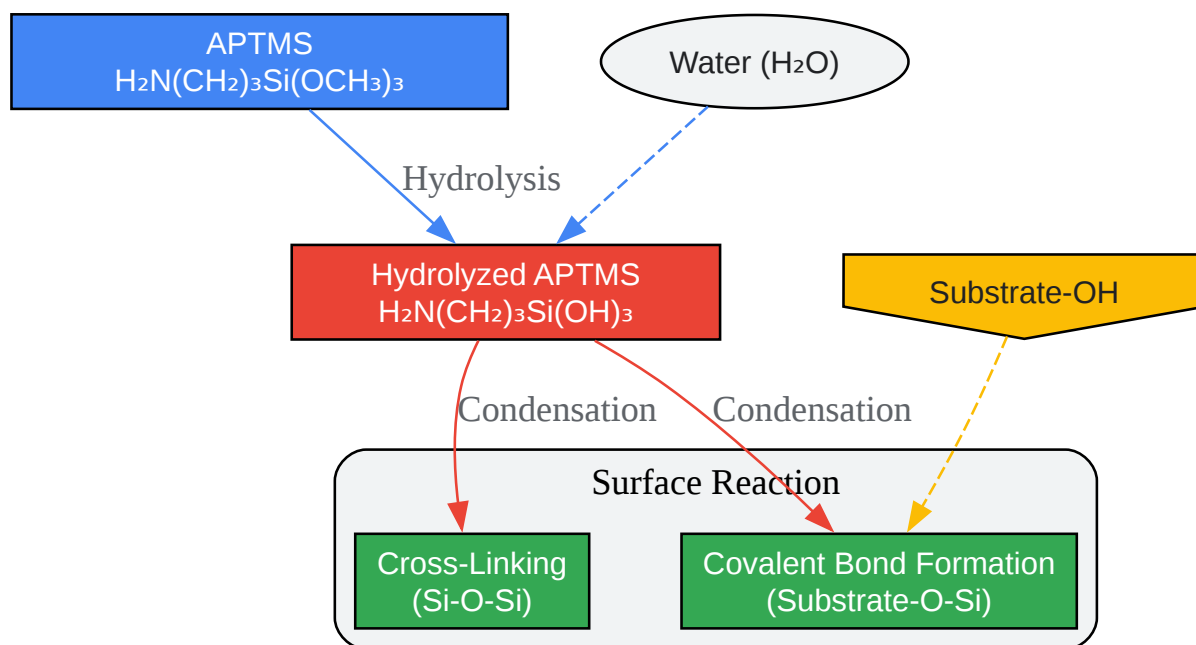 APTMS
H₂N(CH₂)₃Si(OCH₃)₃
Water (H₂O)
Hydrolysis
Hydrolyzed APTMS
H₂N(CH₂)₃Si(OH)₃
Substrate-OH
Condensation
Condensation
Surface Reaction
Cross-Linking
(Si-O-Si)
Covalent Bond Formation
(Substrate-O-Si)